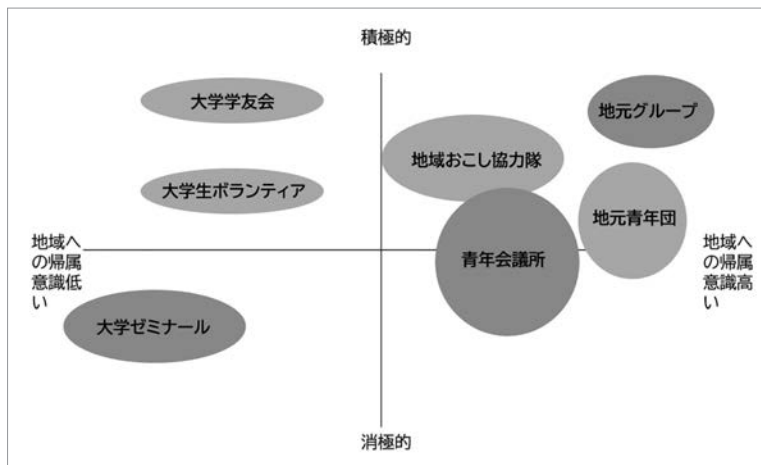 積極的
大学学友会
地元グループ
地域おこし協力隊
大学生ボランティア
地元青年団
地域へ
の帰属
意識低
い
青年会議所
地域へ
の帰属
意識高
い
大学ゼミナール
消極的